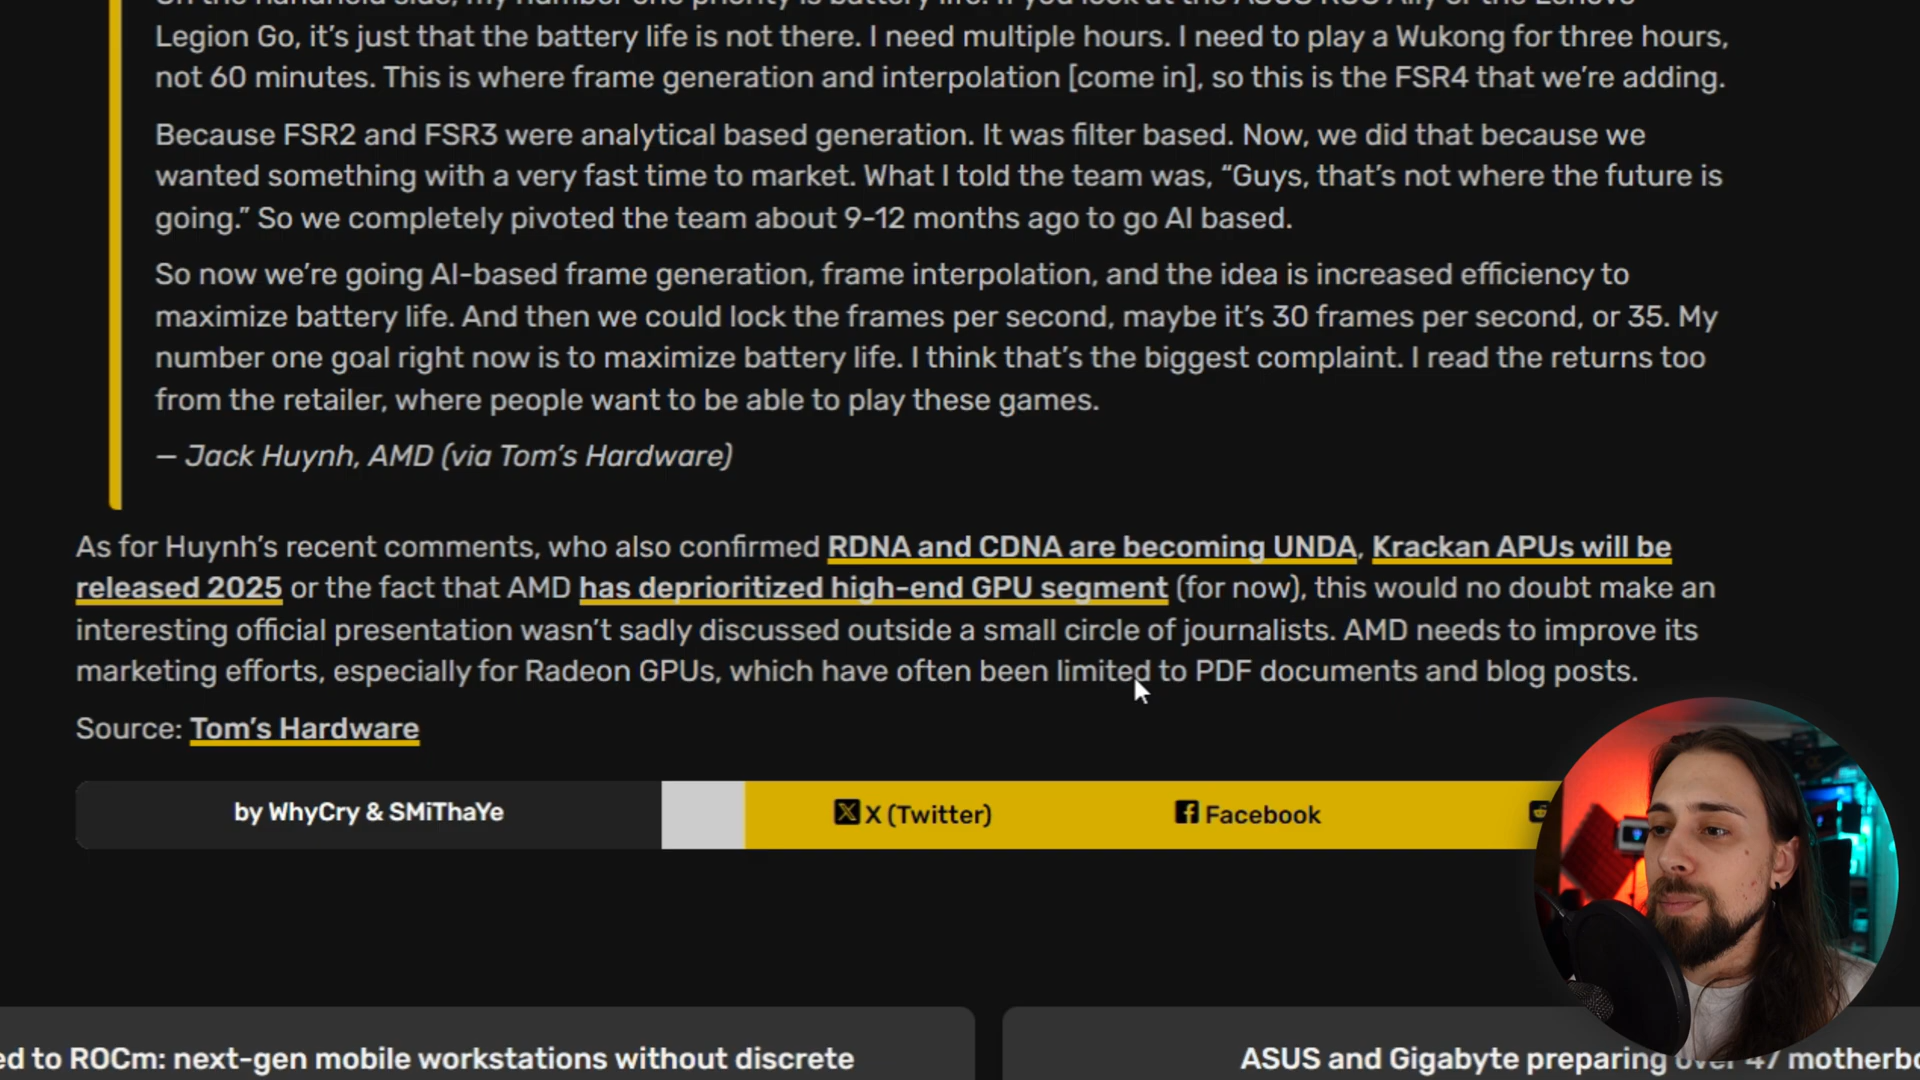 Legion Go, it's just that the battery life is not there. I need multiple hours. I need to play a Wukong for three hours,
not 60 minutes. This is where frame generation and interpolation [come in], so this is the FSR4 that we're adding.
Because FSR2 and FSR3 were analytical based generation. It was filter based. Now, we did that because we
wanted something with a very fast time to market. What I told the team was, “Guys, that's not where the future is
going.” So we completely pivoted the team about 9-12 months ago to go AI based.
So now we're going AI-based frame generation, frame interpolation, and the idea is increased efficiency to
maximize battery life. And then we could lock the frames per second, maybe it's 30 frames per second, or 35. My
number one goal right now is to maximize battery life. I think that's the biggest complaint. I read the returns too
from the retailer, where people want to be able to play these games.
— Jack Huynh, AMD (via Tom's Hardware)
As for Huynh's recent comments, who also confirmed RDNA and CDNA are becoming UNDA, Krackan APUs will be
released 2025 or the fact that AMD has deprioritized high-end GPU segment (for now), this would no doubt make an
interesting official presentation wasn't sadly discussed outside a small circle of journalists. AMD needs to improve its
marketing efforts, especially for Radeon GPUs, which have often been limited to PDF documents and blog posts.
Source: Tom's Hardware
by WhyCry & SMiThaYe
X (Twitter)
Facebook
ed to ROCm: next-gen mobile workstations without discrete
ASUS and Gigabyte preparing over 47 motherbo